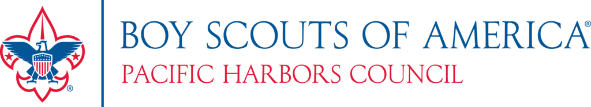 BOY SCOUTS OF AMERICA®
PACIFIC HARBORS COUNCIL
®